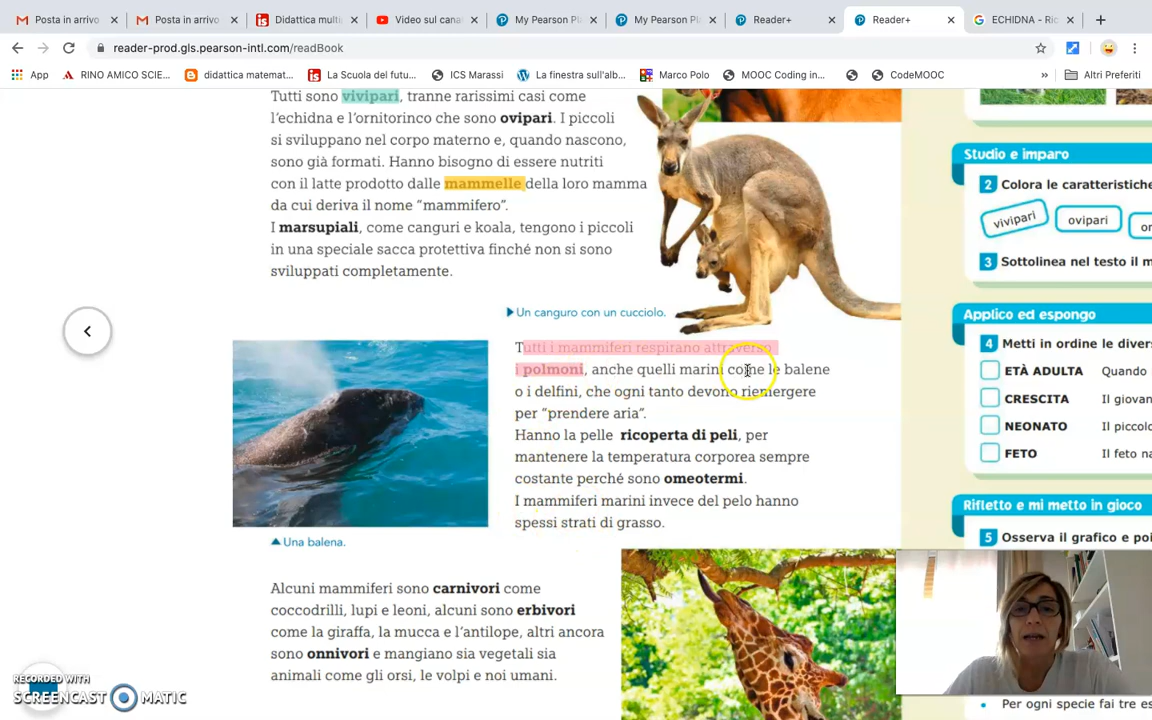 Posta in arrivo
Posta in arrivo
Didattica multi
Video sul cana
My Pearson Pl
My Pearson Pl
Reader+
Reader+
ECHIDNA - Ric
reader-prod.gls.pearson-intl.com/readBook
App
RINO AMICO SCIE...
didattica matemat...
La Scuola del futu...
ICS Marassi
La finestra sull'alb...
Marco Polo
MOOC Coding in...
CodeMOOC
»
Altri Preferiti
Tutti sono vivipari, tranne rarissimi casi come
l'echidna e l'ornitorinco che sono ovipari. I piccoli
si sviluppano nel corpo materno e, quando nascono,
sono già formati. Hanno bisogno di essere nutriti
con il latte prodotto dalle mammelle della loro mamma
da cui deriva il nome "mammifero".
I marsupiali, come canguri e koala, tengono i piccoli
in una speciale sacca protettiva finché non si sono
sviluppati completamente.
Un canguro con un cucciolo.
Tutti i mammiferi respirano attraverso
i polmoni, anche quelli marini come le balene
o i delfini, che ogni tanto devono riemergere
per "prendere aria".
Hanno la pelle ricoperta di peli, per
mantenere la temperatura corporea sempre
costante perché sono omeotermi.
I mammiferi marini invece del pelo hanno
spessi strati di grasso.
Una balena.
Alcuni mammiferi sono carnivori come
coccodrilli, lupi e leoni, alcuni sono erbivori
come la giraffa, la mucca e l'antilope, altri ancora
sono onnivori e mangiano sia vegetali sia
animali come gli orsi, le volpi e noi umani.
Studio e imparo
2 Colora le caratteristiche
vivipari
ovipari
3 Sottolinea nel testo il m
Applico ed espongo
4 Metti in ordine le diver
ETÀ ADULTA Quando
CRESCITA Il giovan
NEONATO Il piccolo
FETO Il feto na
Rifletto e mi metto in gioco
5 Osserva il grafico e poi
Per ogni specie fai tre es
RECORDED WITH
SCREENCAST MATIC